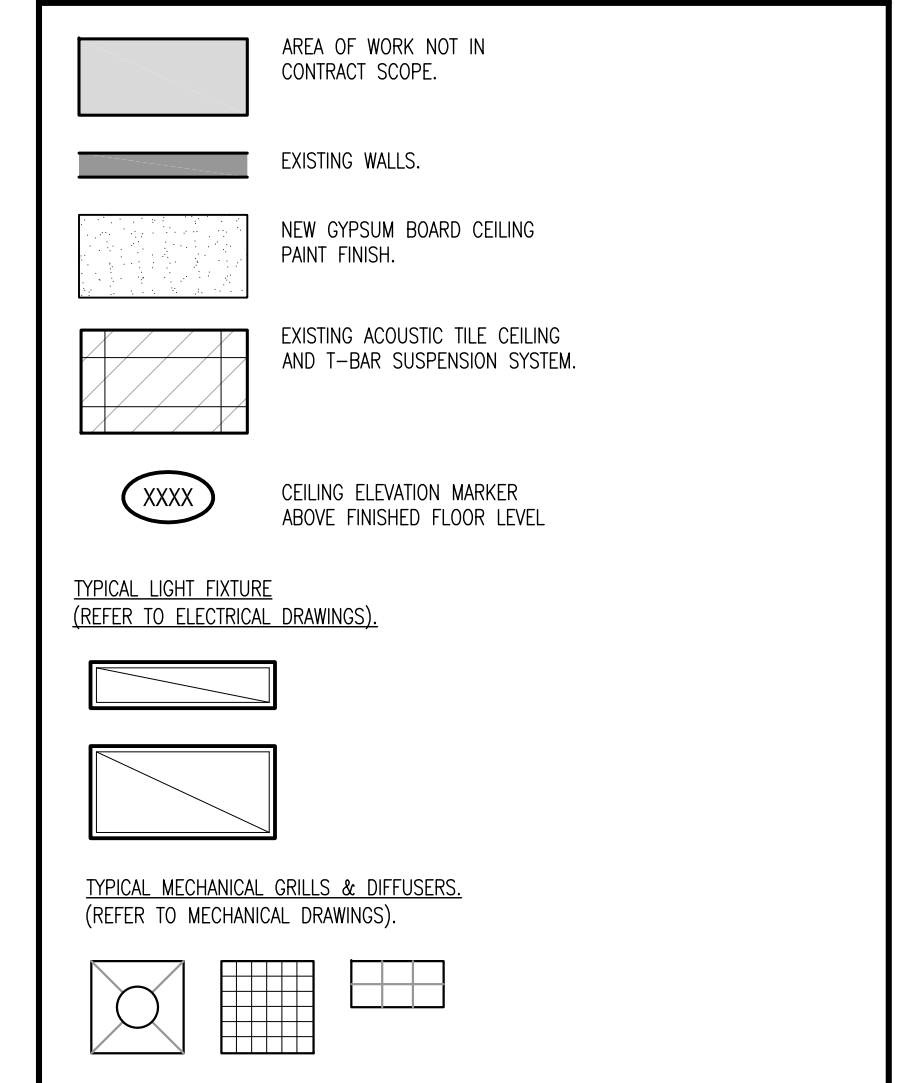 AREA OF WORK NOT IN
CONTRACT SCOPE.
EXISTING WALLS.
NEW GYPSUM BOARD CEILING
PAINT FINISH.
EXISTING ACOUSTIC TILE CEILING
AND T-BAR SUSPENSION SYSTEM.
XXXX
CEILING ELEVATION MARKER
ABOVE FINISHED FLOOR LEVEL
TYPICAL LIGHT FIXTURE
(REFER TO ELECTRICAL DRAWINGS).
TYPICAL MECHANICAL GRILLS & DIFFUSERS.
(REFER TO MECHANICAL DRAWINGS).